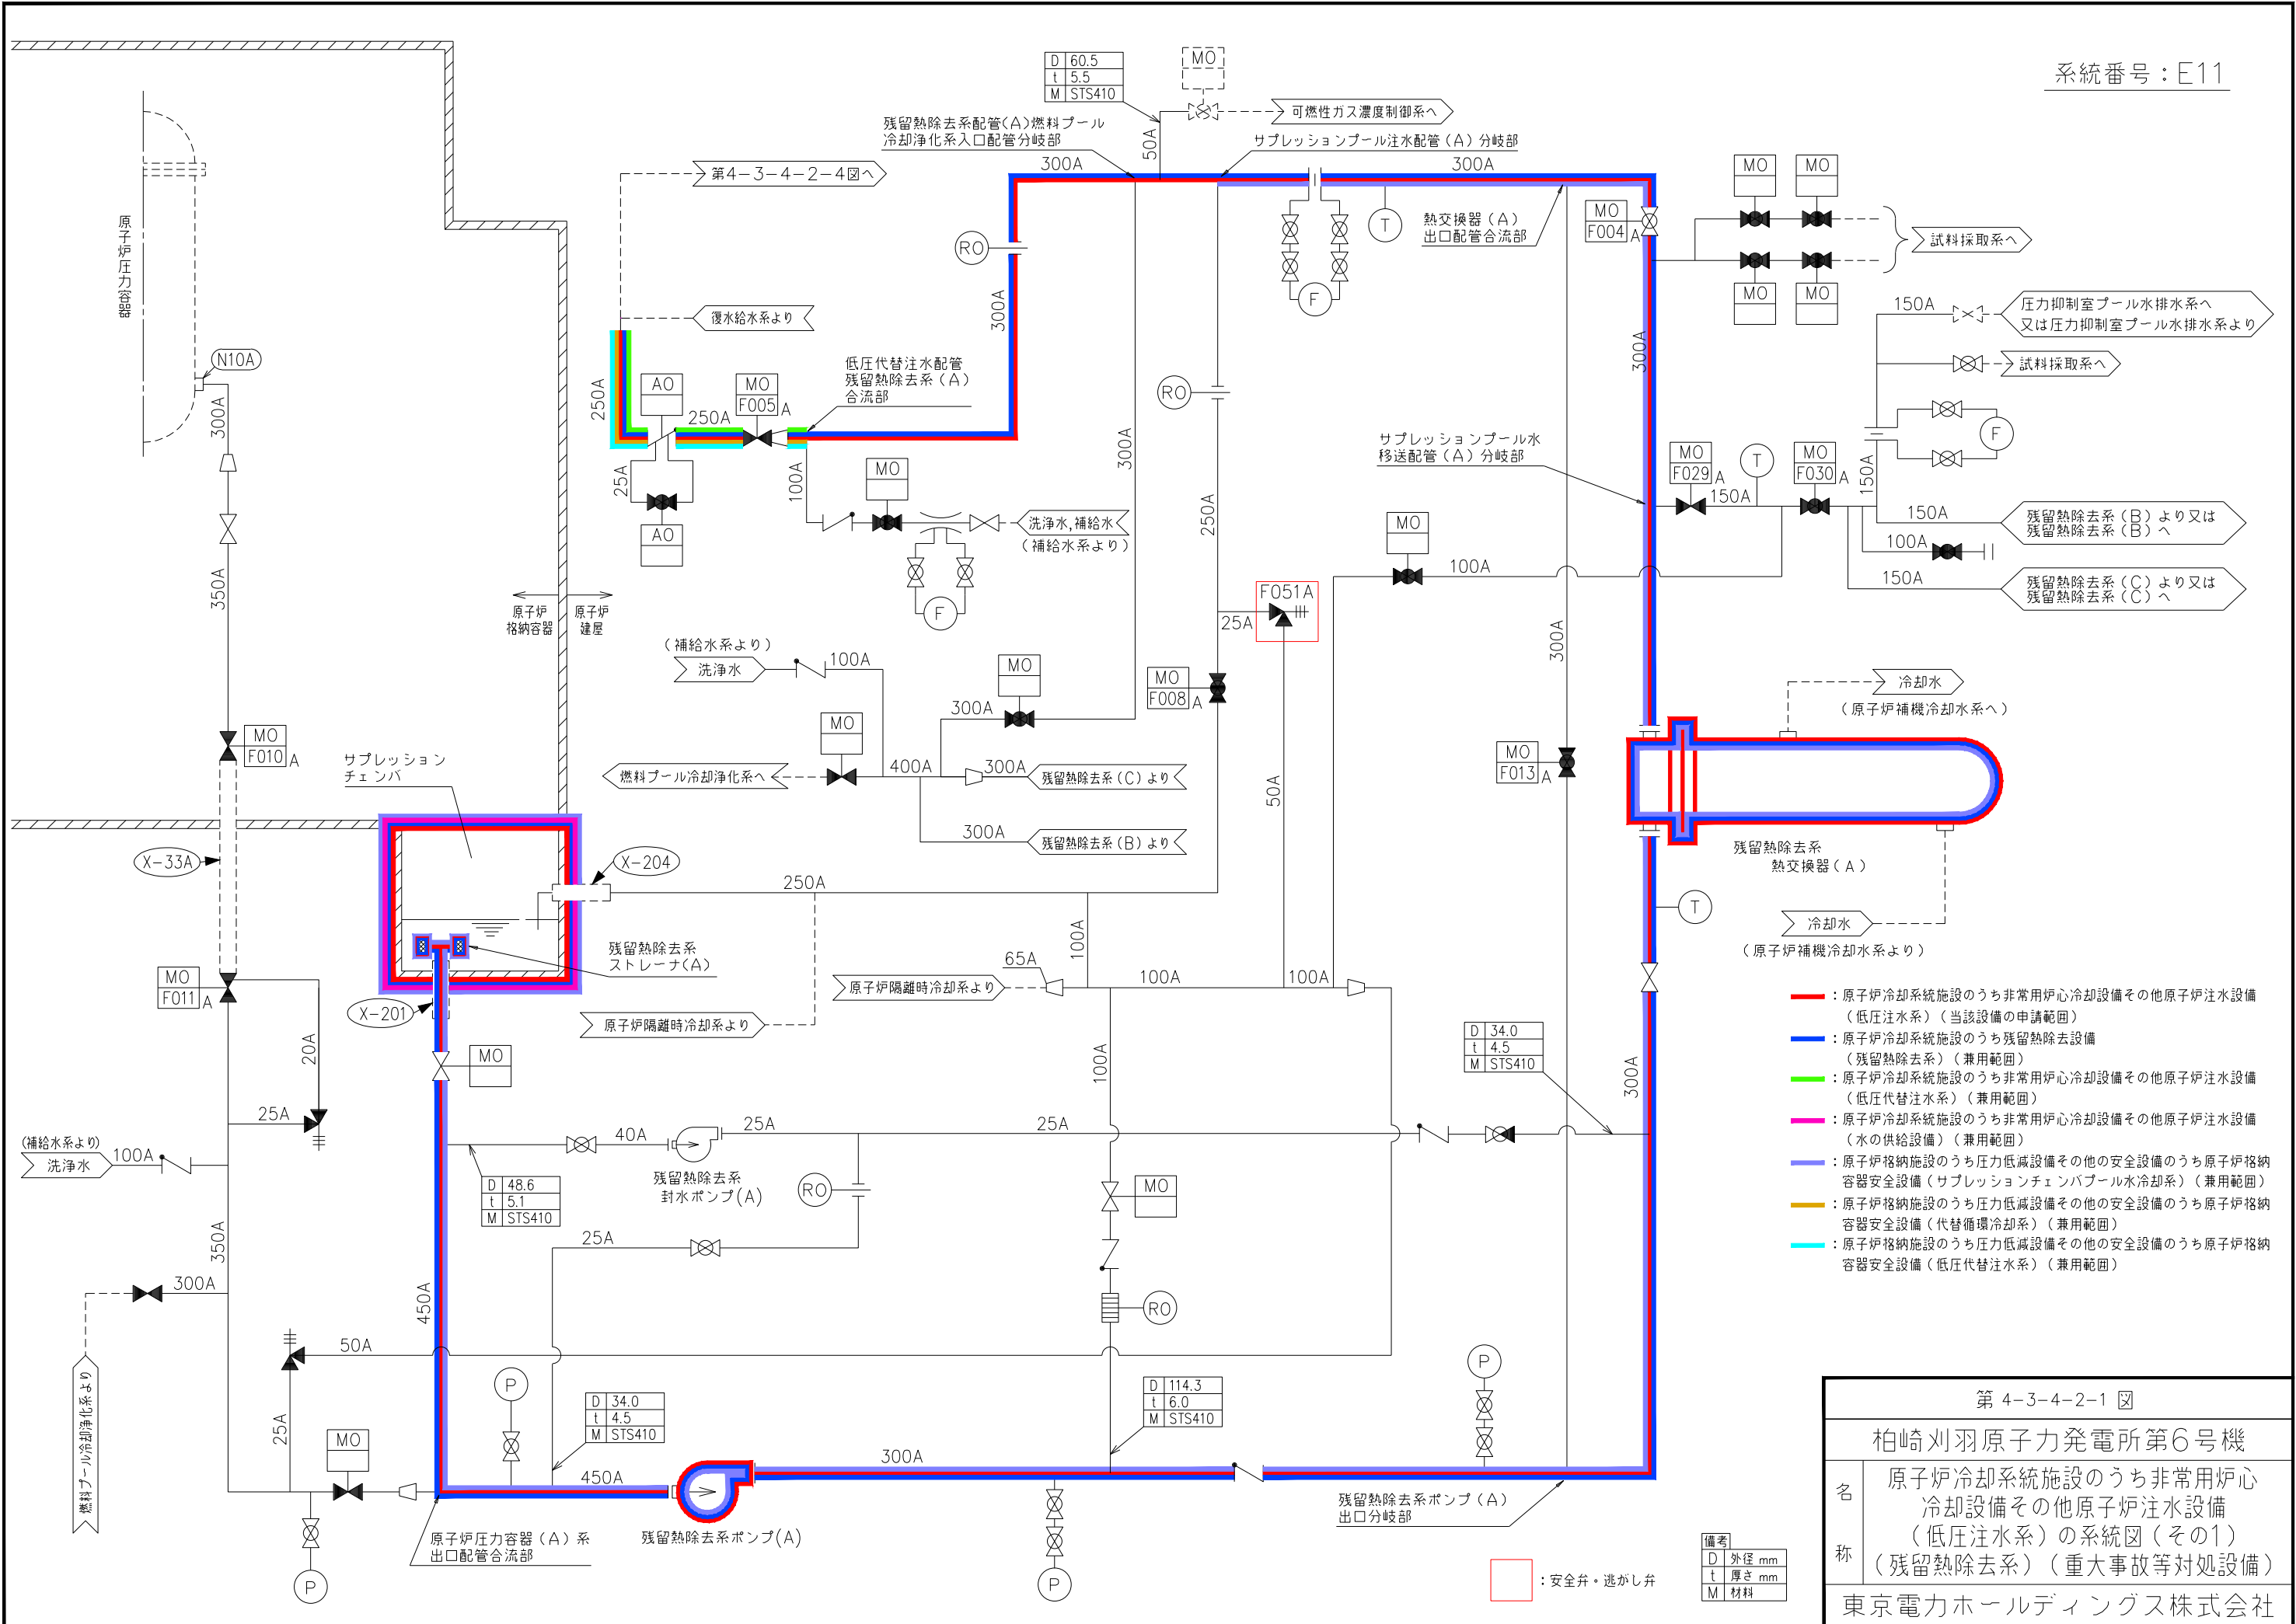 系統番号：E11
D 60.5
t 5.5
M STS410
MO
可燃性ガス濃度制御系へ
50A
残留熱除去系配管(A)燃料プール
冷却浄化系入口配管分岐部
サプレッションプール注水配管（A）分岐部
300A
300A
第4-3-4-2-4図へ
原子炉圧力容器
RO
300A
F
T
熱交換器（A）
出口配管合流部
MO
F004 A
MO
MO
MO
MO
試料採取系へ
復水給水系より
N10A
300A
250A
AO
250A
MO
F005 A
低圧代替注水配管
残留熱除去系（A）
合流部
RO
300A
150A
圧力抑制室プール水排水系へ
又は圧力抑制室プール水排水系より
試料採取系へ
F
25A
AO
100A
MO
洗浄水,補給水
（補給水系より）
F
300A
250A
サプレッションプール水
移送配管（A）分岐部
MO
F029 A
T
150A
MO
F030 A
150A
150A
残留熱除去系（B）より又は
残留熱除去系（B）へ
100A
150A
残留熱除去系（C）より又は
残留熱除去系（C）へ
MO
100A
350A
原子炉
格納容器
原子炉
建屋
F051A
25A
300A
（補給水系より）
洗浄水
100A
MO
300A
MO
F008 A
MO
F010 A
サプレッション
チェンバ
MO
燃料プール冷却浄化系へ
400A
300A
残留熱除去系（C）より
300A
残留熱除去系（B）より
50A
MO
F013 A
冷却水
（原子炉補機冷却水系へ）
残留熱除去系
熱交換器（A）
X-33A
X-204
250A
T
冷却水
（原子炉補機冷却水系より）
残留熱除去系
ストレーナ(A)
100A
65A
原子炉隔離時冷却系より
100A
100A
MO
F011 A
X-201
原子炉隔離時冷却系より
20A
MO
100A
D 34.0
t 4.5
M STS410
300A
：原子炉冷却系統施設のうち非常用炉心冷却設備その他原子炉注水設備
（低圧注水系）（当該設備の申請範囲）
：原子炉冷却系統施設のうち残留熱除去設備
（残留熱除去系）（兼用範囲）
：原子炉冷却系統施設のうち非常用炉心冷却設備その他原子炉注水設備
（低圧代替注水系）（兼用範囲）
：原子炉冷却系統施設のうち非常用炉心冷却設備その他原子炉注水設備
（水の供給設備）（兼用範囲）
：原子炉格納施設のうち圧力低減設備その他の安全設備のうち原子炉格納
容器安全設備（サプレッションチェンバプール水冷却系）（兼用範囲）
：原子炉格納施設のうち圧力低減設備その他の安全設備のうち原子炉格納
容器安全設備（代替循環冷却系）（兼用範囲）
：原子炉格納施設のうち圧力低減設備その他の安全設備のうち原子炉格納
容器安全設備（低圧代替注水系）（兼用範囲）
25A
(補給水系より)
洗浄水
100A
40A
25A
25A
残留熱除去系
封水ポンプ(A)
D 48.6
t 5.1
M STS410
RO
MO
25A
350A
300A
燃料プール冷却浄化系より
450A
RO
50A
25A
P
P
D 34.0
t 4.5
M STS410
D 114.3
t 6.0
M STS410
MO
450A
300A
P
原子炉圧力容器（A）系
出口配管合流部
残留熱除去系ポンプ(A)
P
残留熱除去系ポンプ（A）
出口分岐部
：安全弁・逃がし弁
備考
D 外径 mm
t 厚さ mm
M 材料
第 4-3-4-2-1 図
柏崎刈羽原子力発電所第6号機
名称
原子炉冷却系統施設のうち非常用炉心
冷却設備その他原子炉注水設備
（低圧注水系）の系統図（その1）
（残留熱除去系）（重大事故等対処設備）
東京電力ホールディングス株式会社